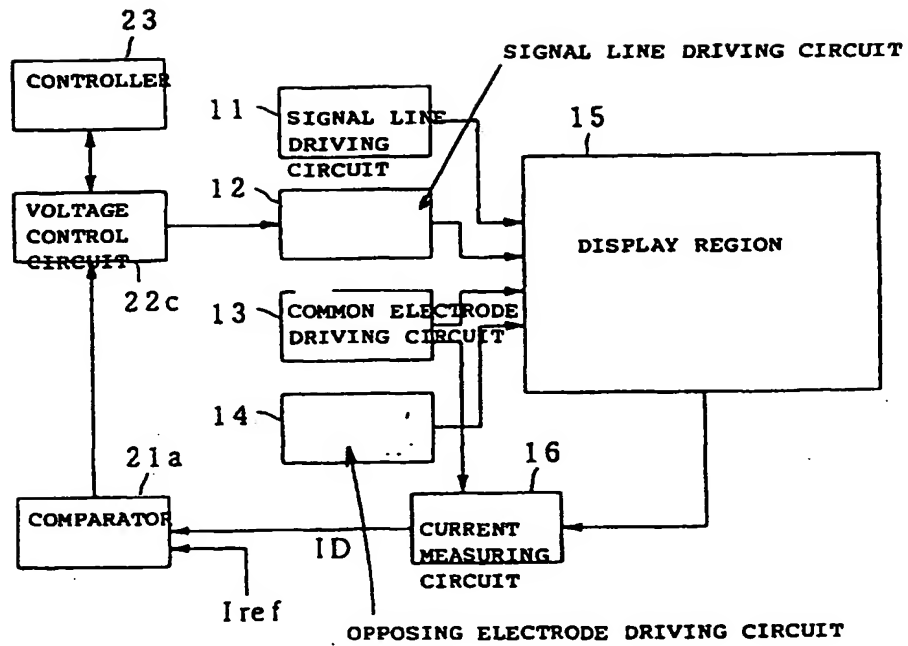 23
CONTROLLER
SIGNAL LINE DRIVING CIRCUIT
11
SIGNAL LINE
DRIVING
CIRCUIT
15
12
VOLTAGE
CONTROL
CIRCUIT
22c
DISPLAY REGION
13
COMMON ELECTRODE
DRIVING CIRCUIT
14
21a
16
COMPARATOR
CURRENT
MEASURING
CIRCUIT
ID
Iref
OPPOSING ELECTRODE DRIVING CIRCUIT